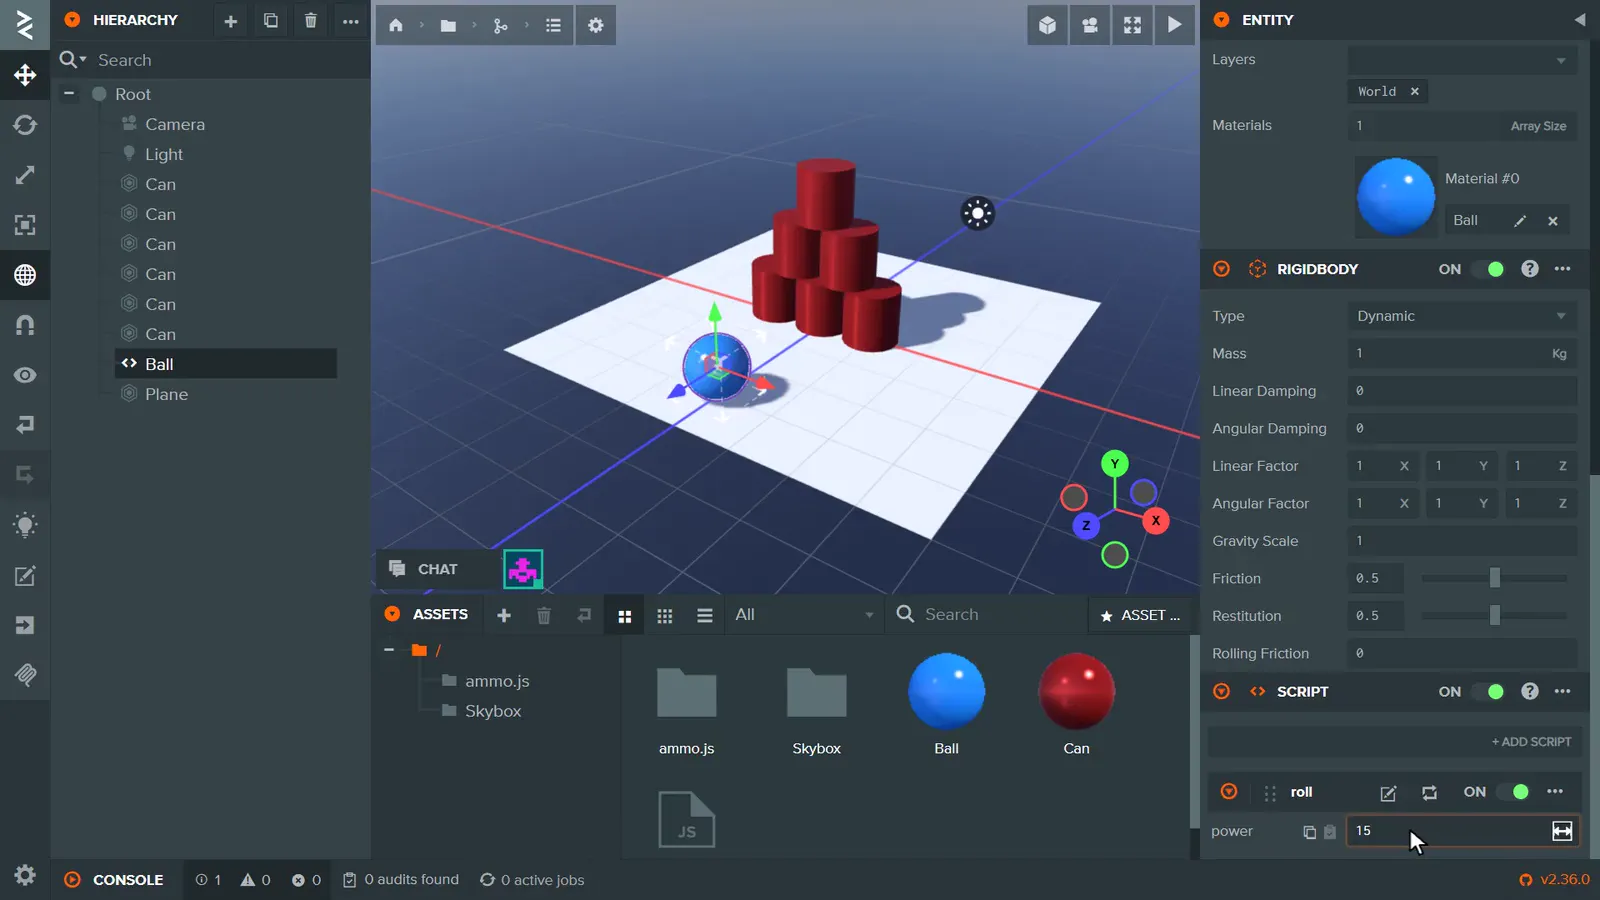 HIERARCHY
Search
Root
Camera
Light
Can
Can
Can
Can
Can
Can
Ball
Plane
Y
X
Z
CHAT
ASSETS
All
Search
ASSET ...
/
ammo.js
Skybox
ammo.js
Skybox
Ball
Can
JS
ENTITY
Layers
World
Materials
1
Array Size
Material #0
Ball
RIGIDBODY
ON
Type
Dynamic
Mass
1
Kg
Linear Damping
0
Angular Damping
0
Linear Factor
1 X
1 Y
1 Z
Angular Factor
1 X
1 Y
1 Z
Gravity Scale
1
Friction
0.5
Restitution
0.5
Rolling Friction
0
SCRIPT
ON
+ ADD SCRIPT
roll
ON
power
15
CONSOLE
1
0
0
0 audits found
0 active jobs
v2.36.0